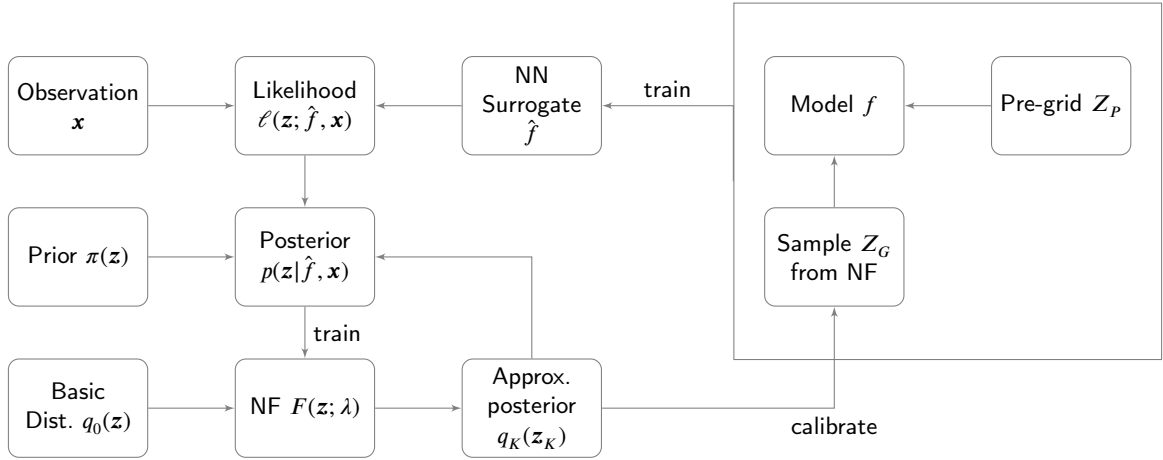 Observation
x
Likelihood
ℓ(z; f̂, x)
NN
Surrogate
f̂
train
Model f
Pre-grid Z_P
Prior π(z)
Posterior
p(z|f̂, x)
Sample Z_G
from NF
train
Basic
Dist. q_0(z)
NF F(z; λ)
Approx.
posterior
q_K(z_K)
calibrate